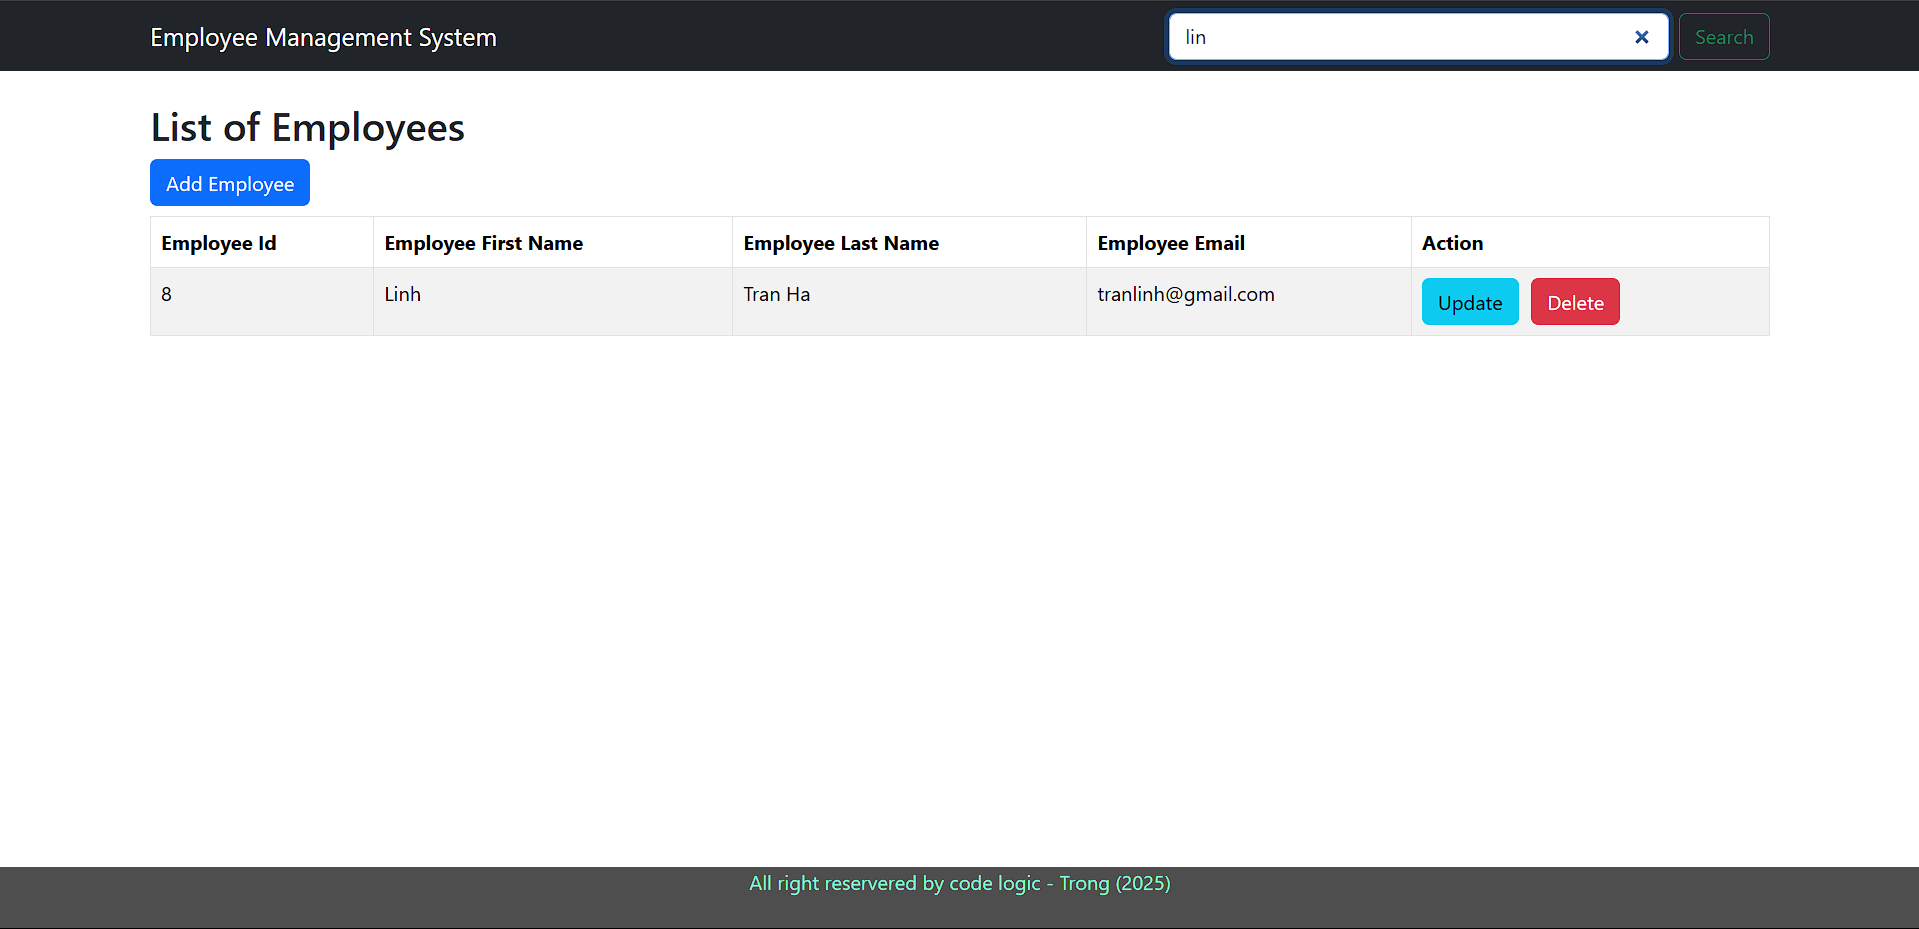 Employee Management System
lin
Search
List of Employees
Add Employee
Employee Id Employee First Name Employee Last Name Employee Email Action
8 Linh Tran Ha tranlinh@gmail.com Update Delete
All right reservered by code logic - Trong (2025)